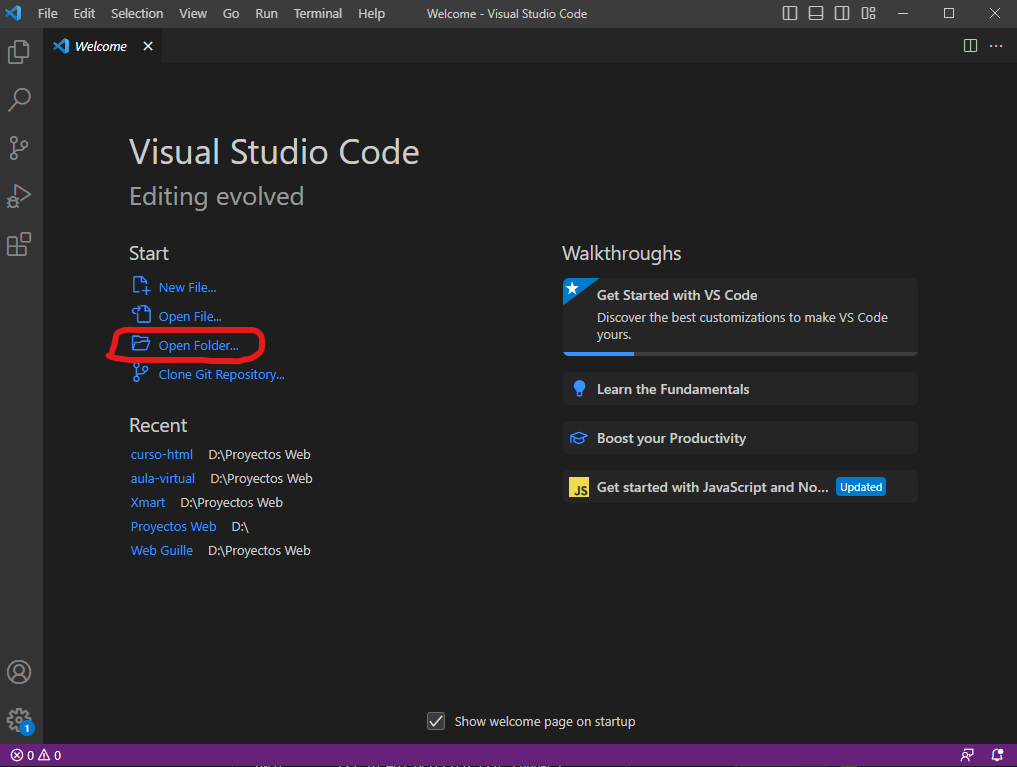 File Edit Selection View Go Run Terminal Help Welcome - Visual Studio Code
Welcome
Visual Studio Code
Editing evolved
Start
New File...
Open File...
Open Folder...
Clone Git Repository...
Recent
curso-html D:\Proyectos Web
aula-virtual D:\Proyectos Web
Xmart D:\Proyectos Web
Proyectos Web D:\
Web Guille D:\Proyectos Web
Walkthroughs
Get Started with VS Code
Discover the best customizations to make VS Code
yours.
Learn the Fundamentals
Boost your Productivity
JS Get started with JavaScript and No... Updated
Show welcome page on startup
1
0 0